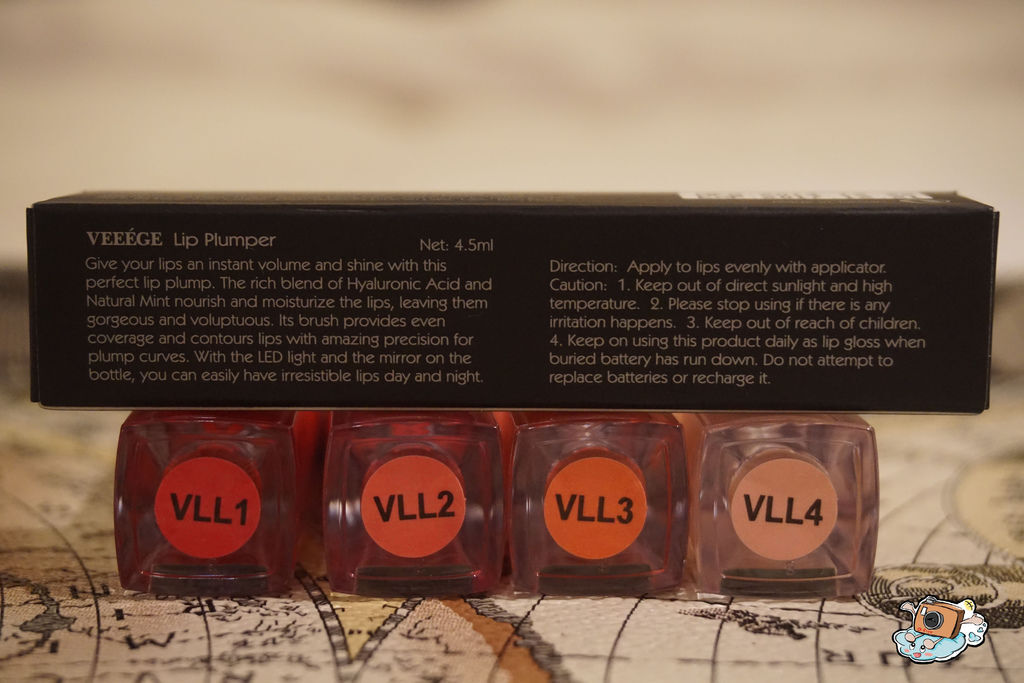 VEEÉGE Lip Plumper
Net: 4.5ml
Give your lips an instant volume and shine with this
perfect lip plump. The rich blend of Hyaluronic Acid and
Natural Mint nourish and moisturize the lips, leaving them
gorgeous and voluptuous. Its brush provides even
coverage and contours lips with amazing precision for
plump curves. With the LED light and the mirror on the
bottle, you can easily have irresistible lips day and night.
Direction: Apply to lips evenly with applicator.
Caution: 1. Keep out of direct sunlight and high
temperature. 2. Please stop using if there is any
irritation happens. 3. Keep out of reach of children.
4. Keep on using this product daily as lip gloss when
buried battery has run down. Do not attempt to
replace batteries or recharge it.
VLL1
VLL2
VLL3
VLL4